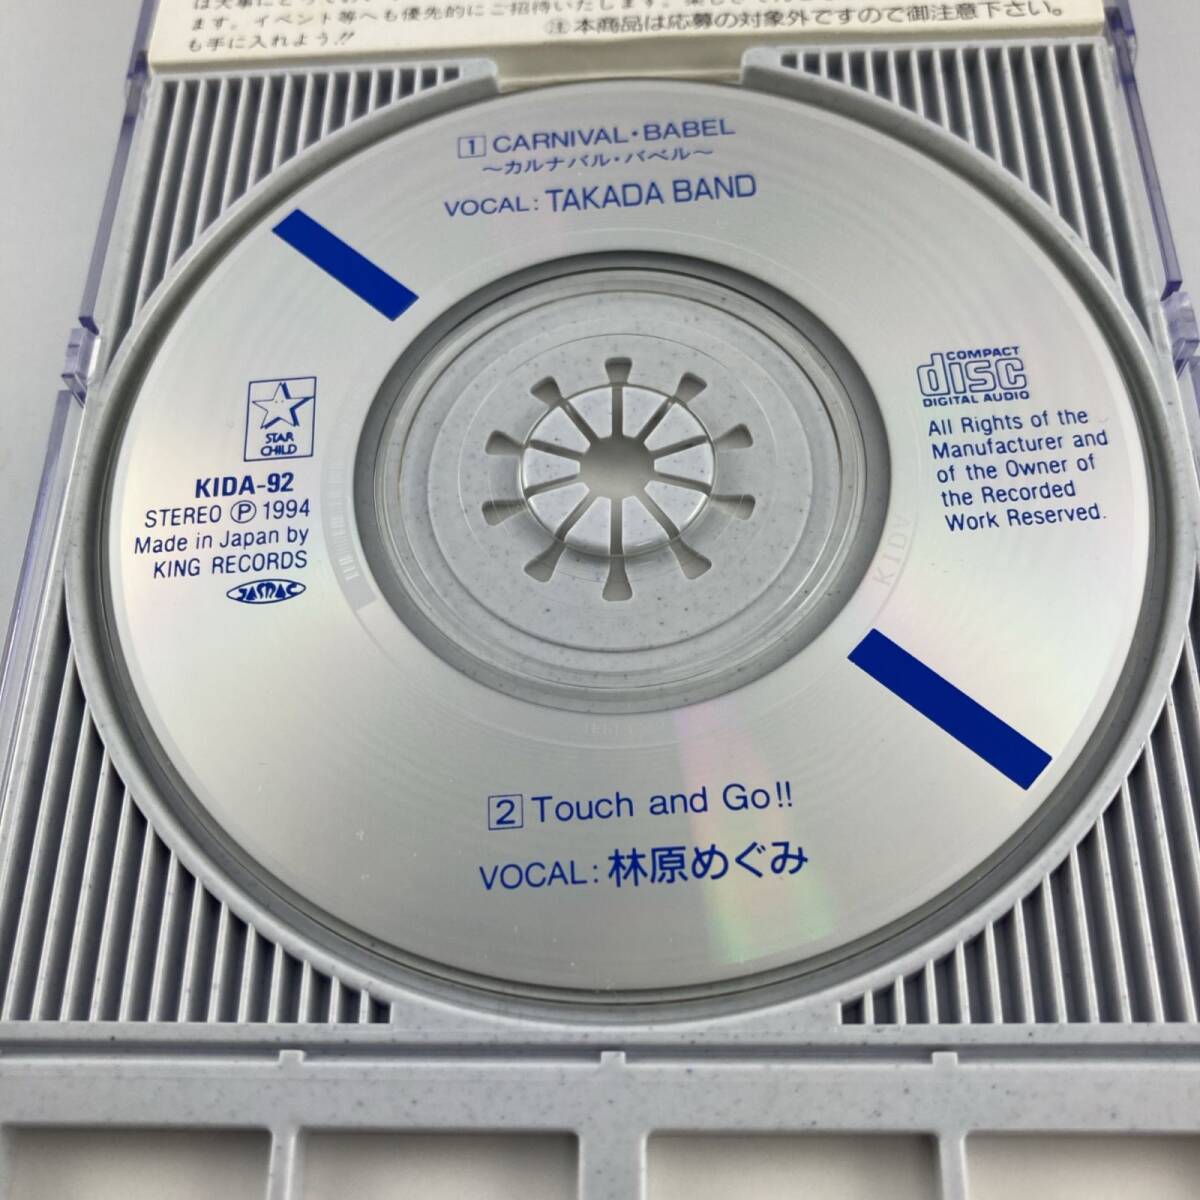 ます。イベント等へも優先的にご招待いたします。
も手に入れよう!!
注本商品は応募の対象外ですので御注意下さい。
1 CARNIVAL・BABEL
～カルナバル・バベル～
VOCAL: TAKADA BAND
STAR
CHILD
KIDA-92
STEREO Ⓟ 1994
Made in Japan by
KING RECORDS
JASRAC
COMPACT
disc
DIGITAL AUDIO
All Rights of the
Manufacturer and
of the Owner of
the Recorded
Work Reserved.
KIDA
2 Touch and Go!!
VOCAL: 林原めぐみ